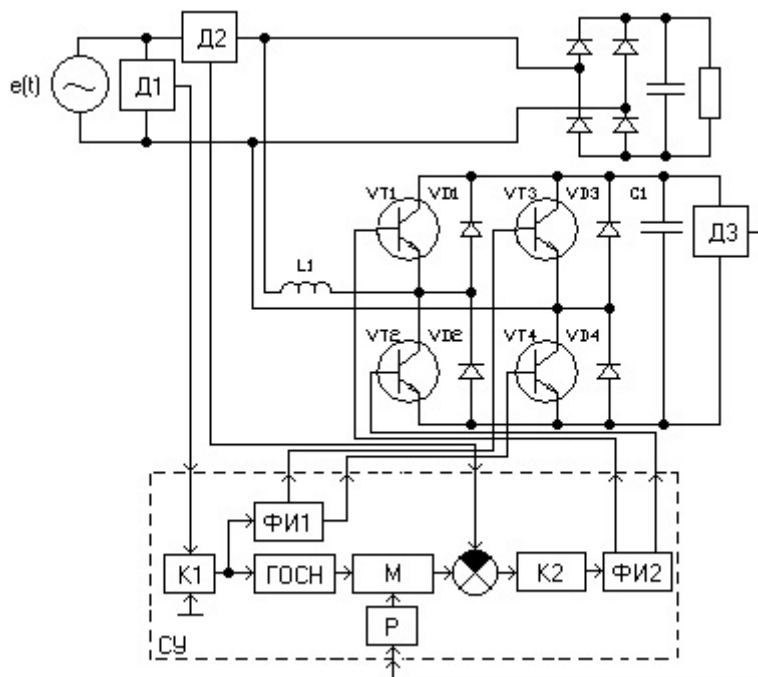 Д2
e(t)
Д1
VT1 VD1 VT3 VD3 C1
Д3
L1
VT2 VD2 VT4 VD4
ФИ1
К1 ГОСН М К2 ФИ2
Р
СУ